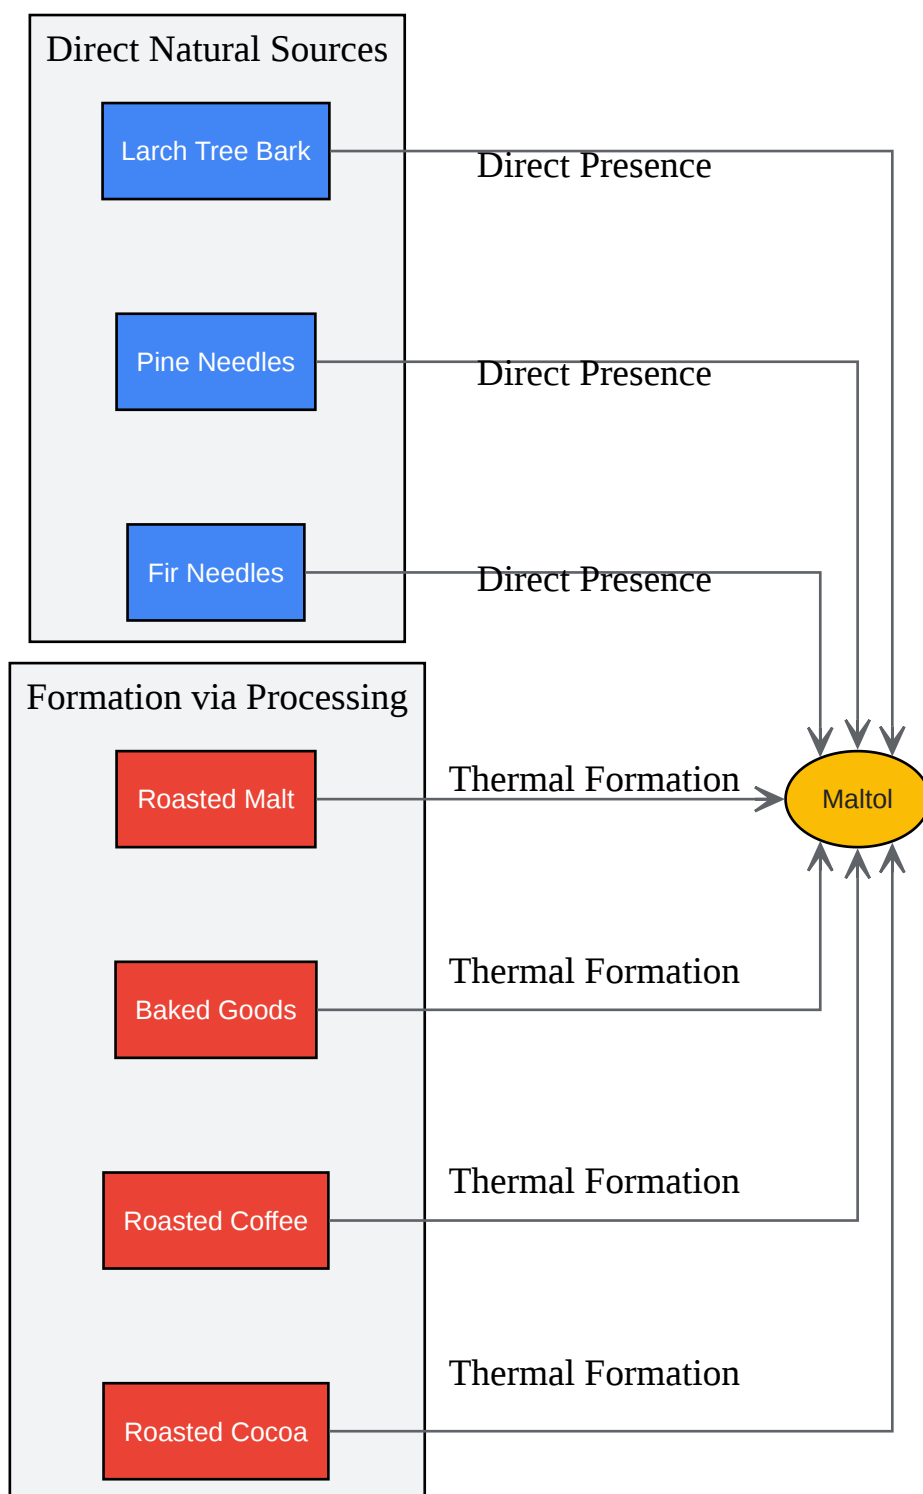 Direct Natural Sources
Larch Tree Bark
Direct Presence
Pine Needles
Direct Presence
Fir Needles
Direct Presence
Formation via Processing
Roasted Malt
Thermal Formation
Maltol
Baked Goods
Thermal Formation
Roasted Coffee
Thermal Formation
Roasted Cocoa
Thermal Formation